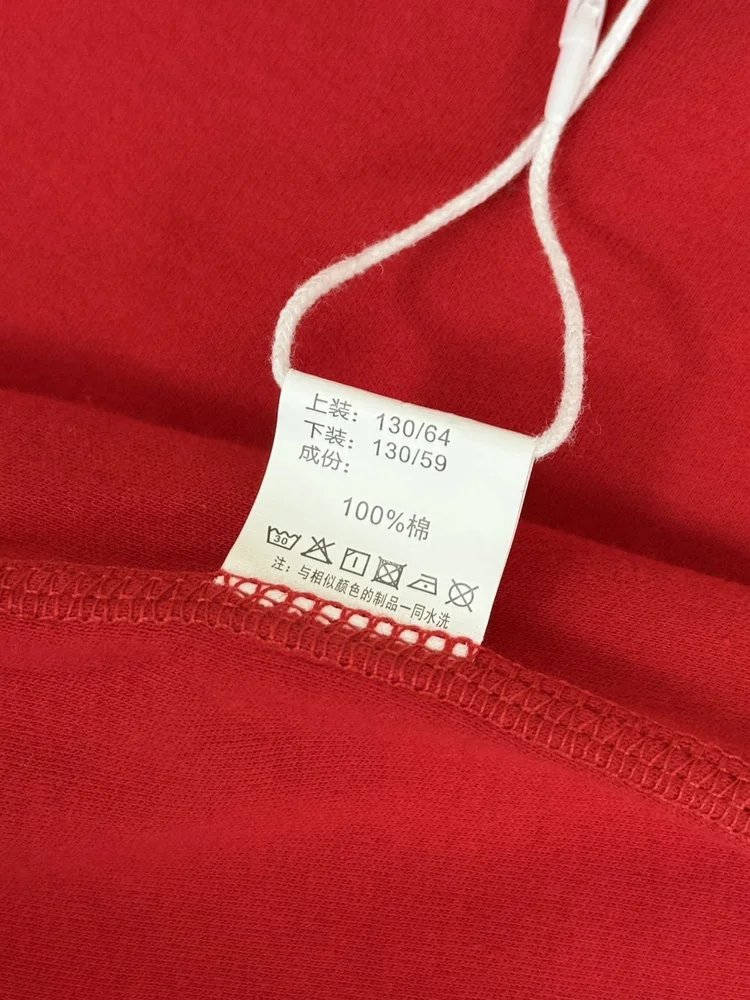 上装：130/64
下装：130/59
成份：
100%棉
30
注：与相似颜色的制品一同水洗